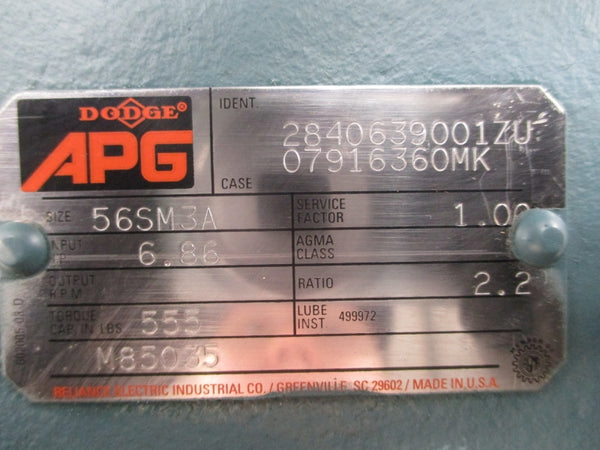 DODGE®
APG
IDENT.
2840639001ZU
07916360MK
CASE
SIZE 56SM3A
SERVICE FACTOR 1.00
INPUT 6.86
AGMA CLASS
OUTPUT R.P.M.
RATIO 2.2
TORQUE CAP. IN LBS 555
LUBE INST 499972
M85035
RELIANCE ELECTRIC INDUSTRIAL CO. / GREENVILLE, SC 29602 / MADE IN U.S.A.